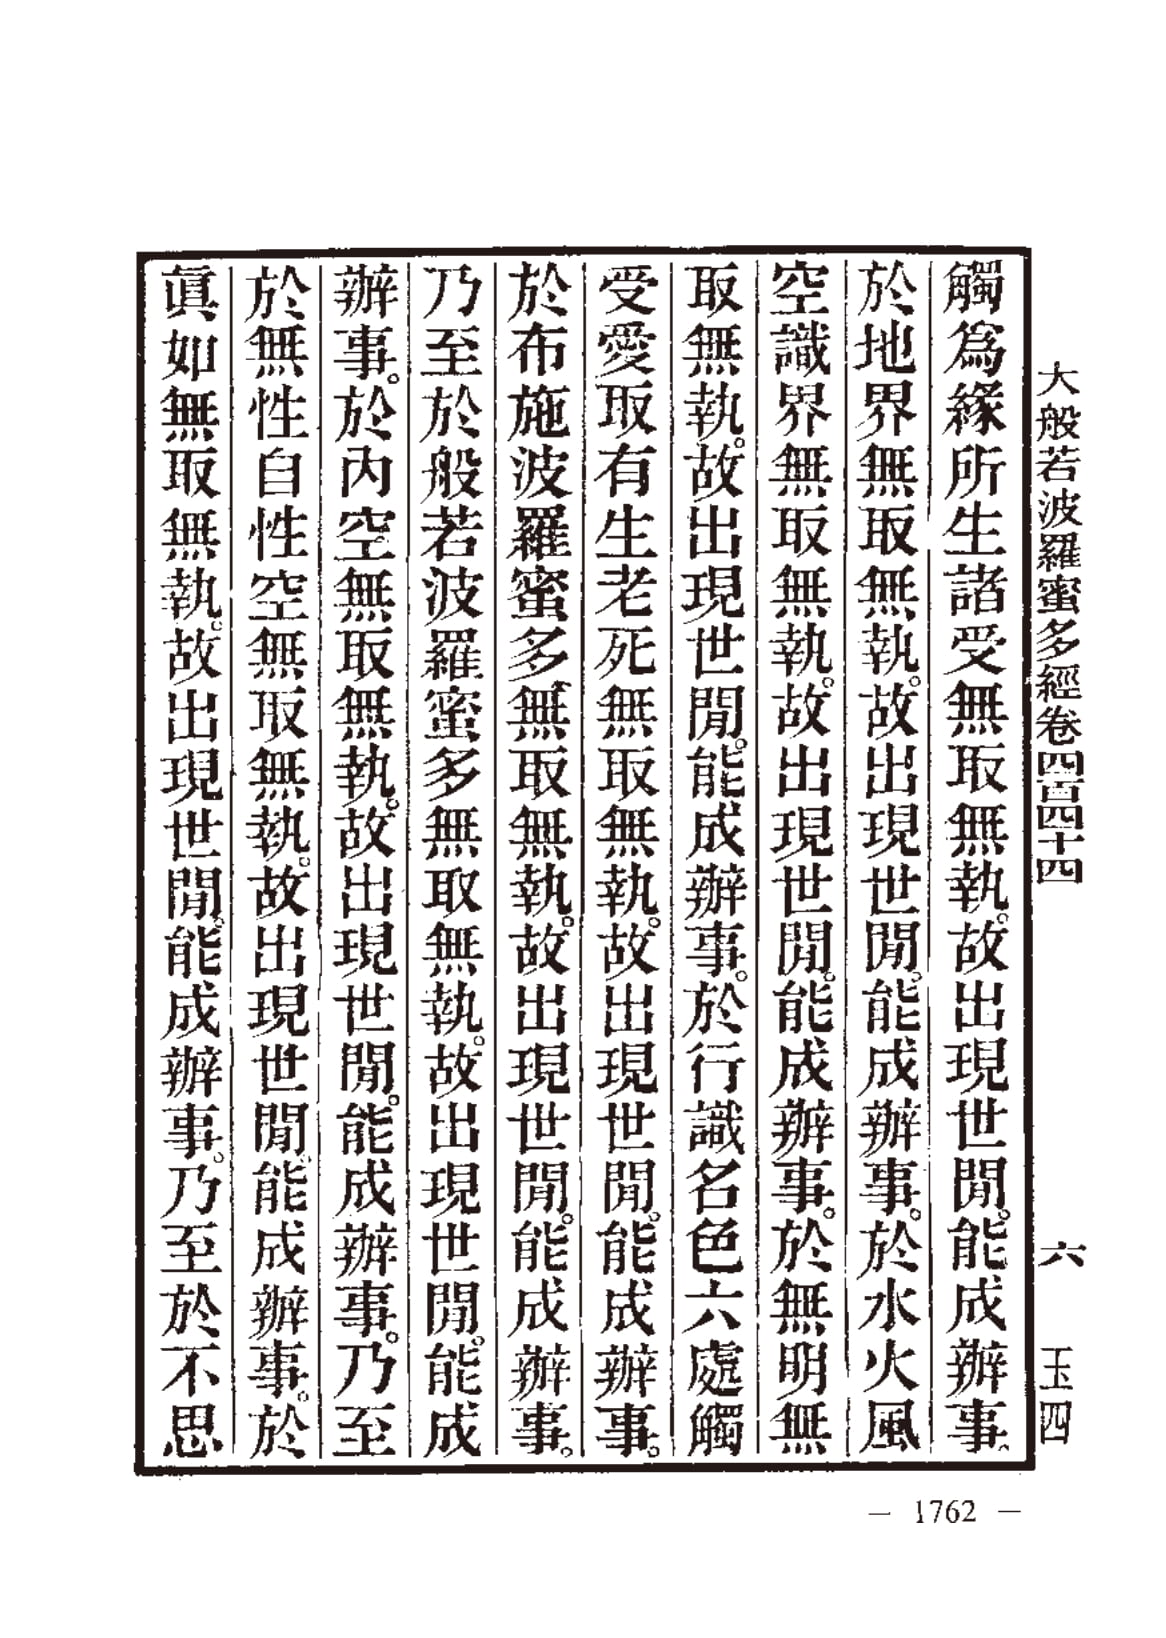 大般若波羅蜜多經卷四百四十四 六 玉四
觸爲緣所生諸受無取無執。故出現世閒。能成辦事。
於地界無取無執。故出現世閒。能成辦事。於水火風
空識界無取無執。故出現世閒。能成辦事。於無明無
取無執。故出現世閒。能成辦事。於行識名色六處觸
受愛取有生老死無取無執。故出現世閒。能成辦事。
於布施波羅蜜多無取無執。故出現世閒。能成辦事。
乃至於般若波羅蜜多無取無執。故出現世閒。能成
辦事。於內空無取無執。故出現世閒。能成辦事。乃至
於無性自性空無取無執。故出現世閒。能成辦事。於
眞如無取無執。故出現世閒。能成辦事。乃至於不思
— 1762 —